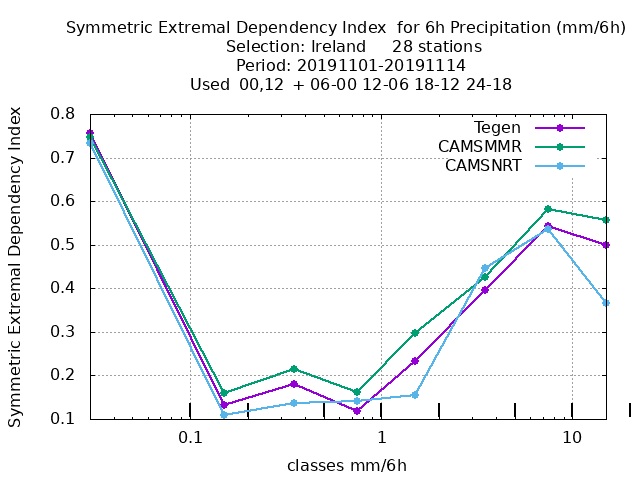 Symmetric Extremal Dependency Index  for 6h Precipitation (mm/6h)
Selection: Ireland     28 stations
Period: 20191101-20191114
Used  00,12  + 06-00 12-06 18-12 24-18
Symmetric Extremal Dependency Index
0.8
0.7
0.6
0.5
0.4
0.3
0.2
0.1
Tegen
CAMSMMR
CAMSNRT
0.1 1 10
classes mm/6h